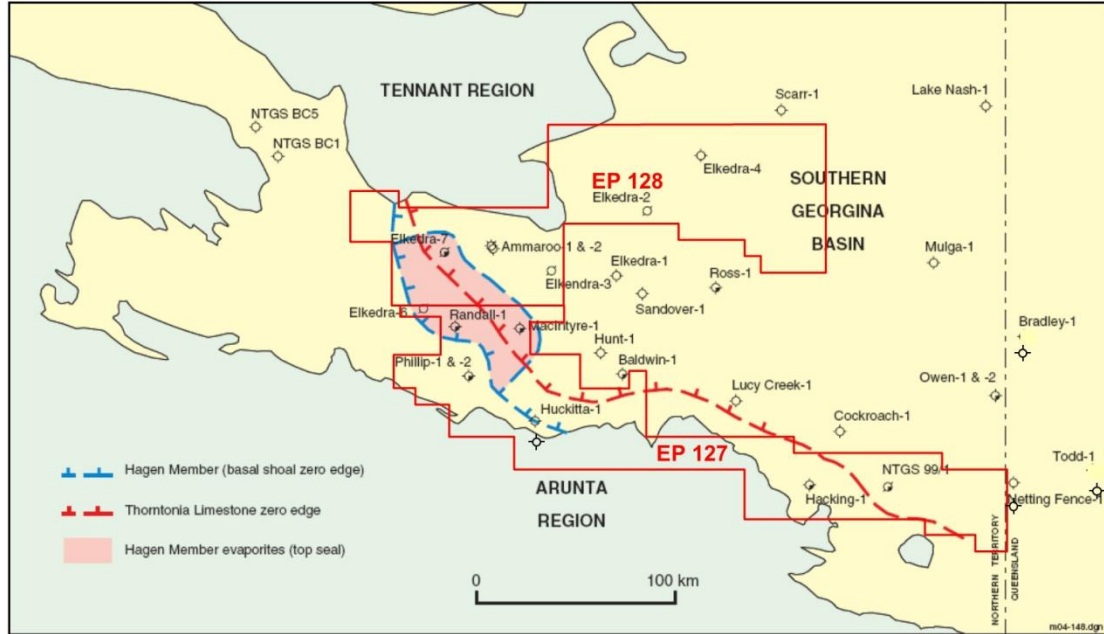 TENNANT REGION
Scarr-1
Lake Nash-1
NTGS BC5
NTGS BC1
Elkedra-4
EP 128
SOUTHERN
GEORGINA
BASIN
Elkedra-2
Elkedra-7
Ammaroo-1 & -2
Elkedra-1
Mulga-1
Elkendra-3
Ross-1
Sandover-1
Elkedra-6
Randall-1
MacIntyre-1
Bradley-1
Hunt-1
Phillip-1 & -2
Baldwin-1
Owen-1 & -2
Lucy Creek-1
Huckitta-1
Cockroach-1
EP 127
Todd-1
Hagen Member (basal shoal zero edge)
NTGS 99/1
ARUNTA
REGION
Hacking-1
Netting Fence-1
Thorntonia Limestone zero edge
Hagen Member evaporites (top seal)
NORTHERN TERRITORY
QUEENSLAND
0
100 km
m04-148.dgn